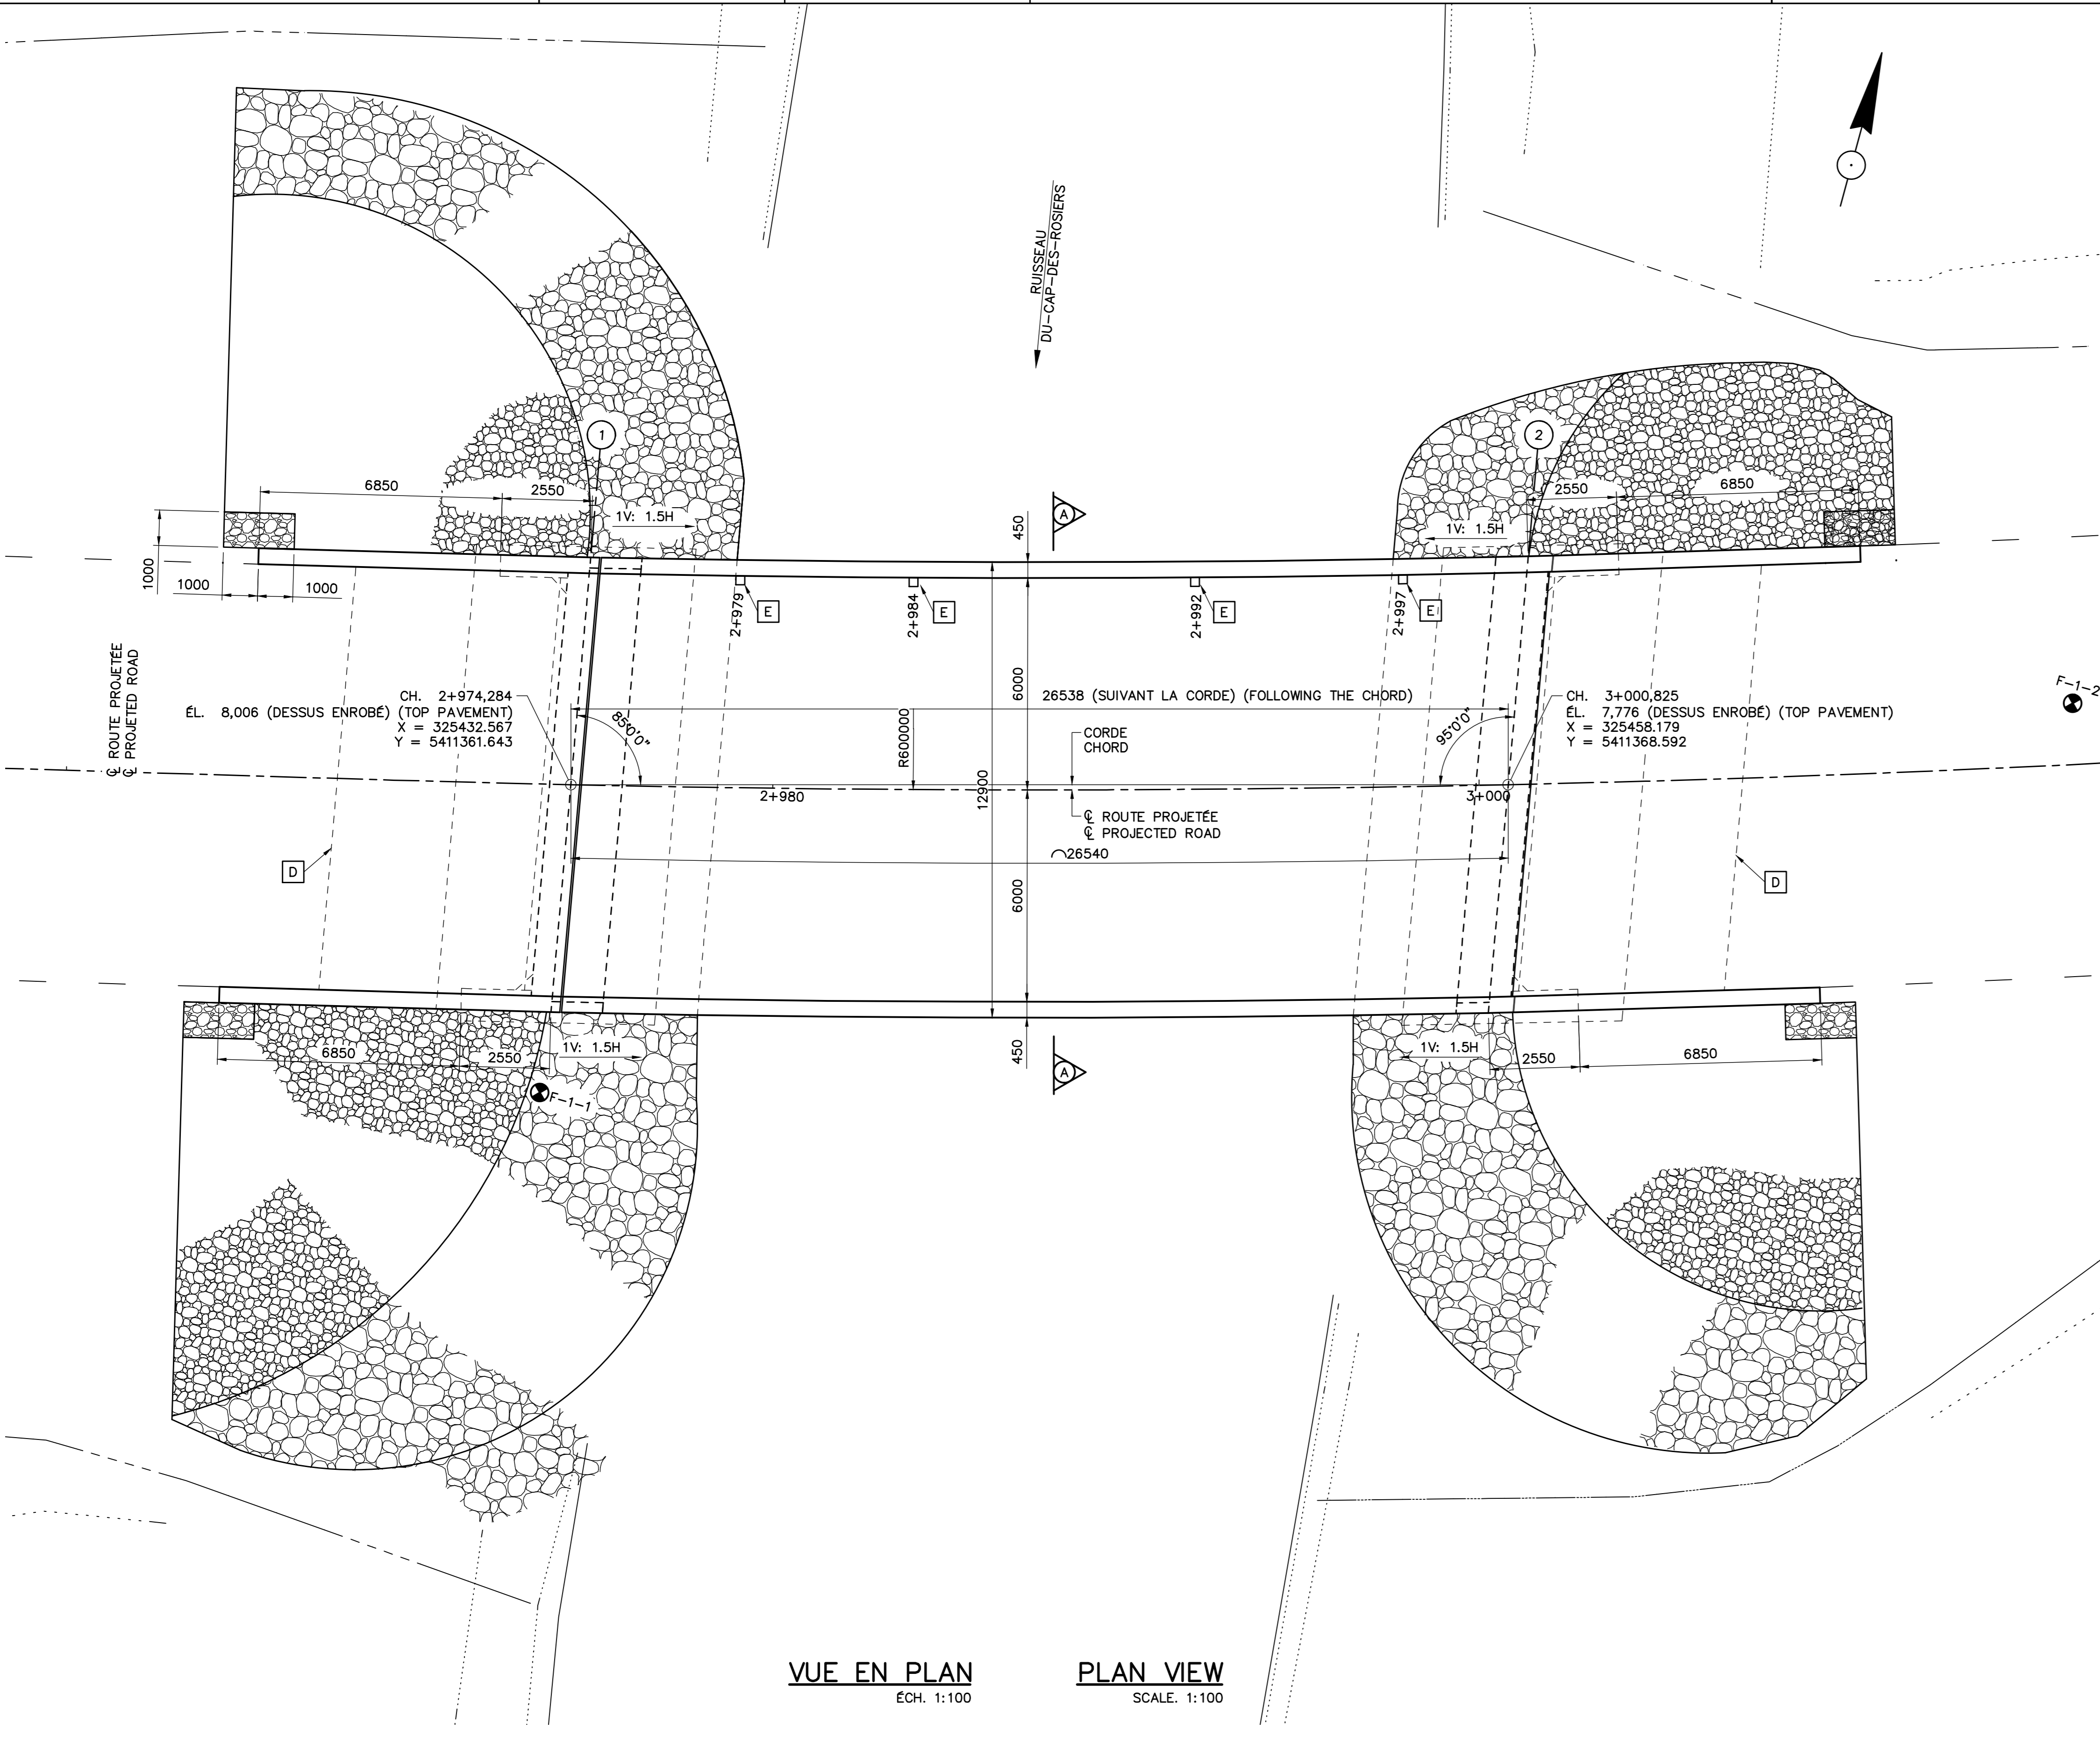 RUISSEAU
DU-CAP-DES-ROSIERS
1
2
6850
2550
1V: 1.5H
A
450
1V: 1.5H
2550
6850
1000
1000
1000
2+979
E
2+984
E
2+992
E
2+997
E
℄ ROUTE PROJETÉE
℄ PROJECTED ROAD
CH. 2+974,284
ÉL. 8,006 (DESSUS ENROBÉ) (TOP PAVEMENT)
X = 325432.567
Y = 5411361.643
85°0'0"
R600000
6000
26538 (SUIVANT LA CORDE) (FOLLOWING THE CHORD)
CORDE
CHORD
95°0'0"
CH. 3+000,825
ÉL. 7,776 (DESSUS ENROBÉ) (TOP PAVEMENT)
X = 325458.179
Y = 5411368.592
F-1-2
2+980
12900
3+000
℄ ROUTE PROJETÉE
℄ PROJECTED ROAD
⌒26540
D
D
6000
6850
2550
1V: 1.5H
450
A
1V: 1.5H
2550
6850
F-1-1
VUE EN PLAN
ÉCH. 1:100
PLAN VIEW
SCALE. 1:100